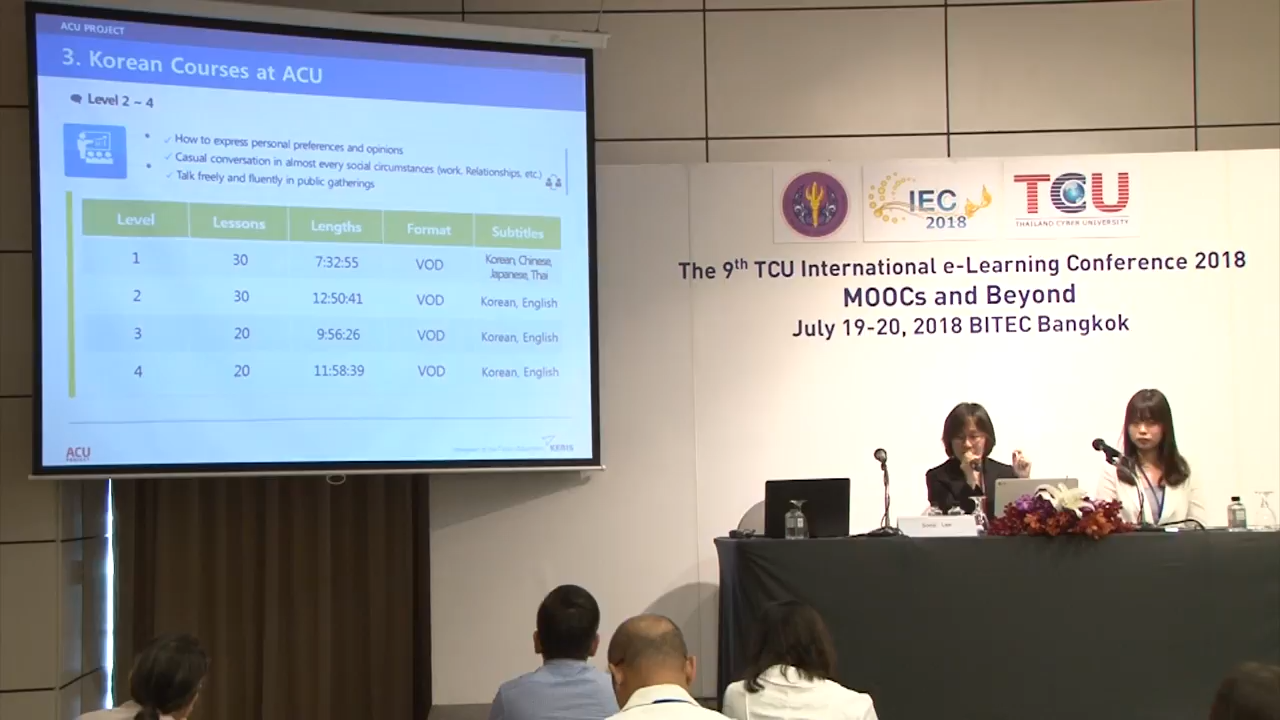 ACU PROJECT
3. Korean Courses at ACU
Level 2 ~ 4
✓ How to express personal preferences and opinions
✓ Casual conversation in almost every social circumstances (work, Relationships, etc.)
✓ Talk freely and fluently in public gatherings
Level Lessons Lengths Format Subtitles
1 30 7:32:55 VOD Korean, Chinese, Japanese, Thai
2 30 12:50:41 VOD Korean, English
3 20 9:56:26 VOD Korean, English
4 20 11:58:39 VOD Korean, English
ACU
PROJECT
KERIS
IEC
2018
TCU
THAILAND CYBER UNIVERSITY
The 9th TCU International e-Learning Conference 2018
MOOCs and Beyond
July 19-20, 2018 BITEC Bangkok